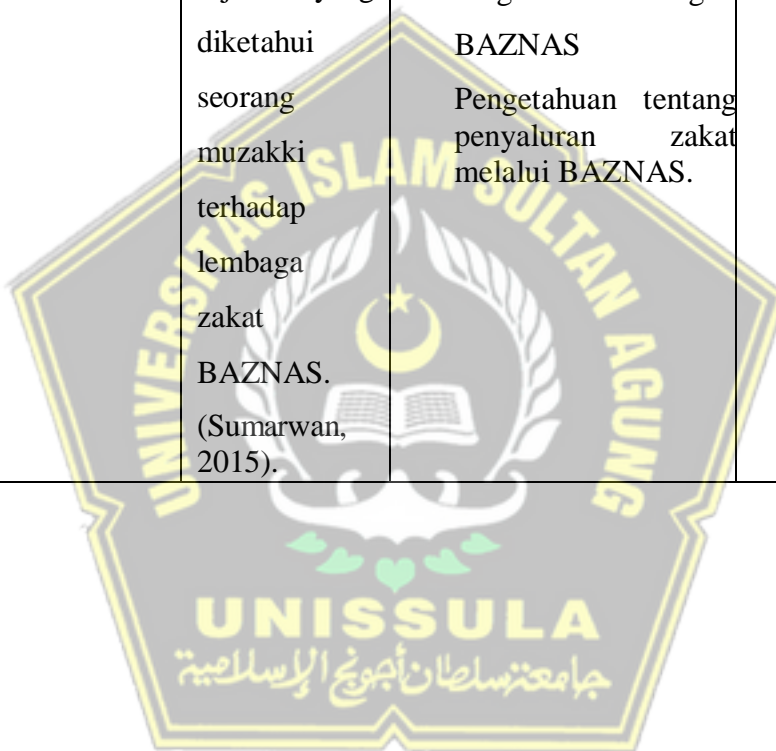 diketahui
seorang
muzakki
terhadap
lembaga
zakat
BAZNAS.
(Sumarwan,
2015).
BAZNAS
Pengetahuan tentang
penyaluran zakat
melalui BAZNAS.
UNIVERSITAS ISLAM SULTAN AGUNG
UNISSULA
جامعة سلطان أجونج الإسلامية